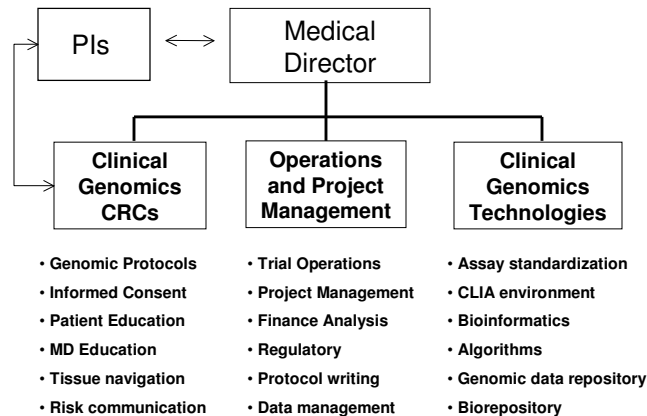 PIs
Medical
Director
Clinical
Genomics
CRCs
Operations
and Project
Management
Clinical
Genomics
Technologies
• Genomic Protocols
• Informed Consent
• Patient Education
• MD Education
• Tissue navigation
• Risk communication
• Trial Operations
• Project Management
• Finance Analysis
• Regulatory
• Protocol writing
• Data management
• Assay standardization
• CLIA environment
• Bioinformatics
• Algorithms
• Genomic data repository
• Biorepository